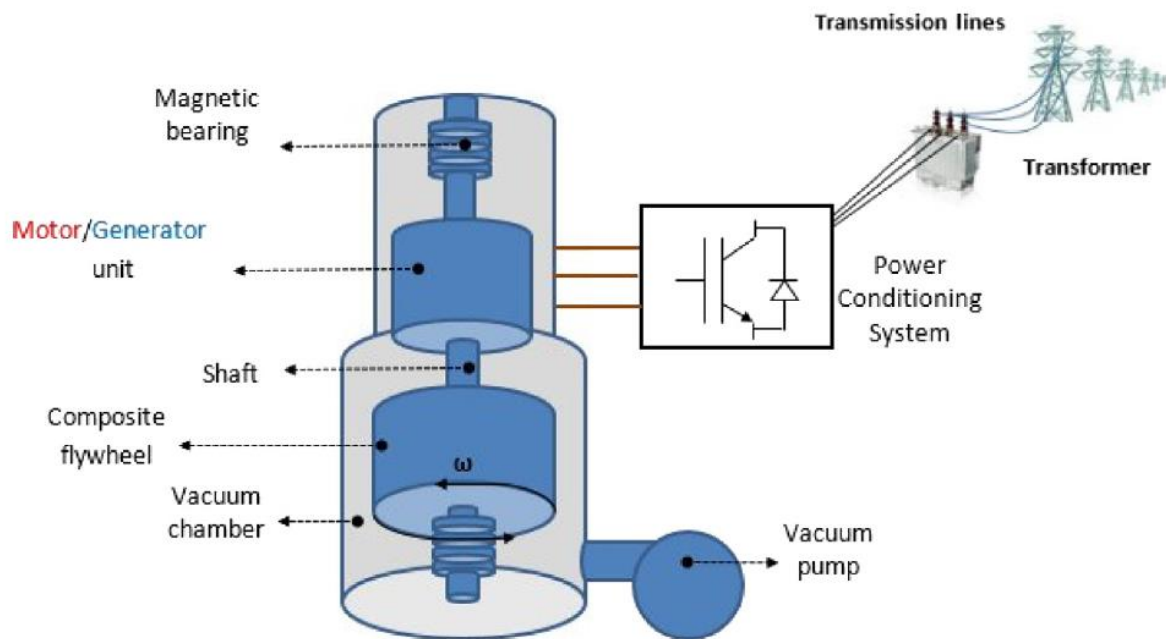 Transmission lines
Magnetic
bearing
Transformer
Motor/Generator
unit
Power
Conditioning
System
Shaft
Composite
flywheel
ω
Vacuum
chamber
Vacuum
pump